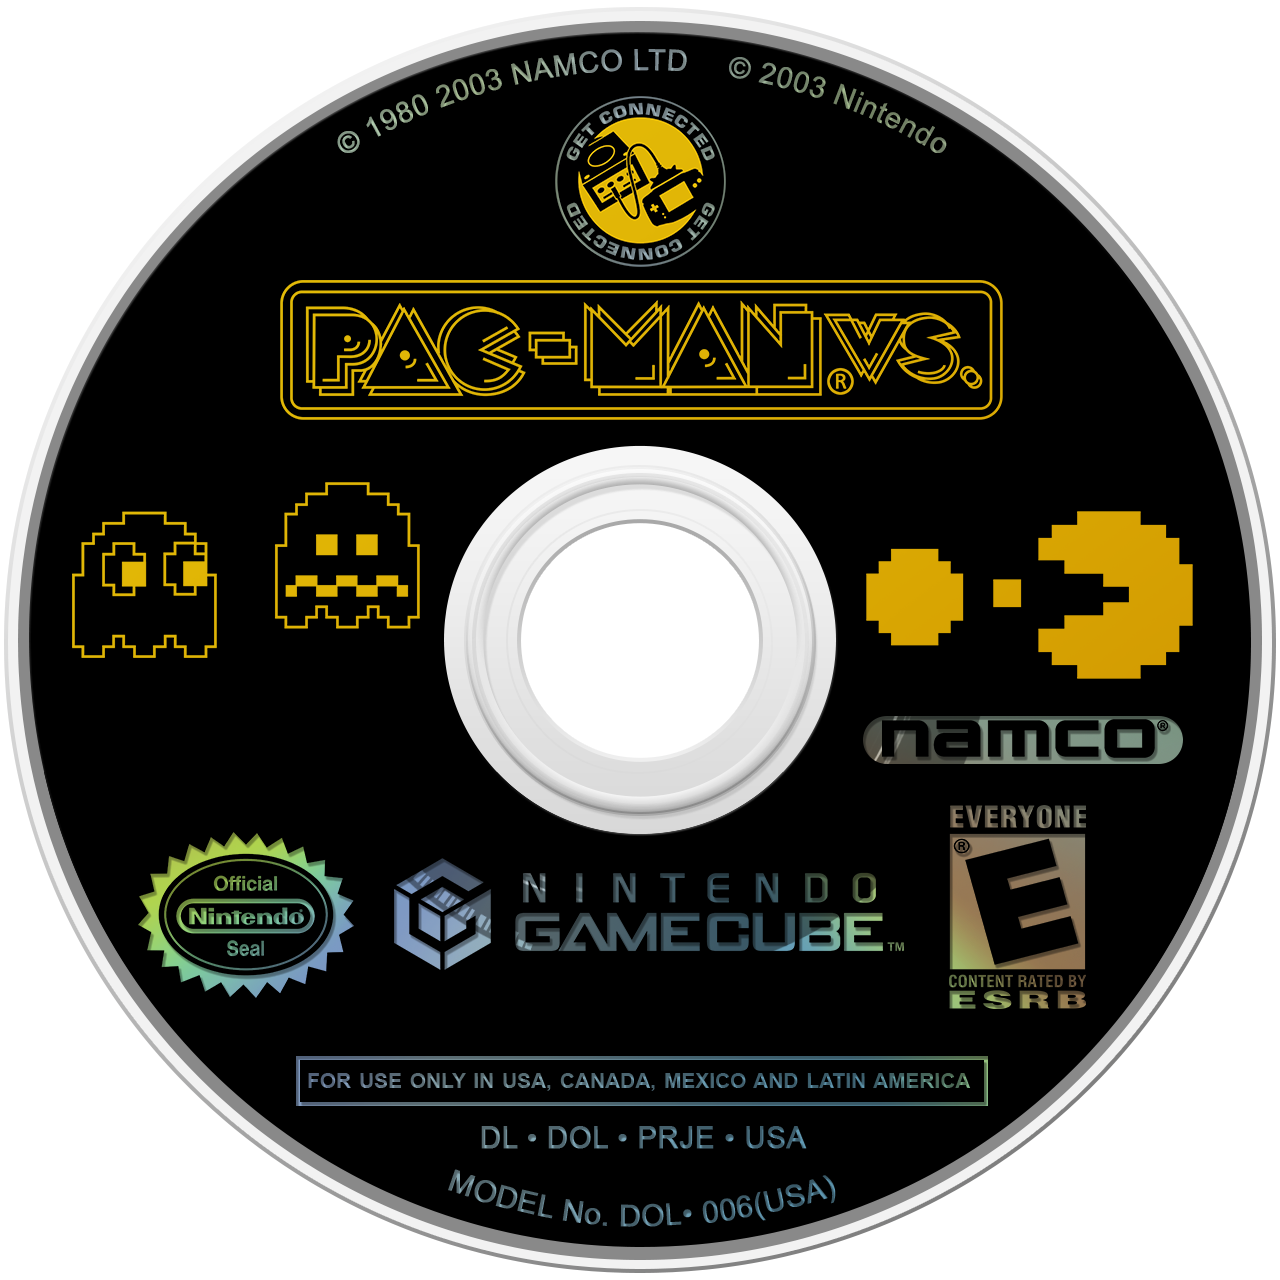 © 1980 2003 NAMCO LTD © 2003 Nintendo
GET CONNECTED
GET CONNECTED
PAC-MAN® VS.
namco®
EVERYONE
®
E
CONTENT RATED BY
ESRB
Official
Nintendo®
Seal
NINTENDO
GAMECUBE™
FOR USE ONLY IN USA, CANADA, MEXICO AND LATIN AMERICA
DL • DOL • PRJE • USA
MODEL No. DOL• 006(USA)